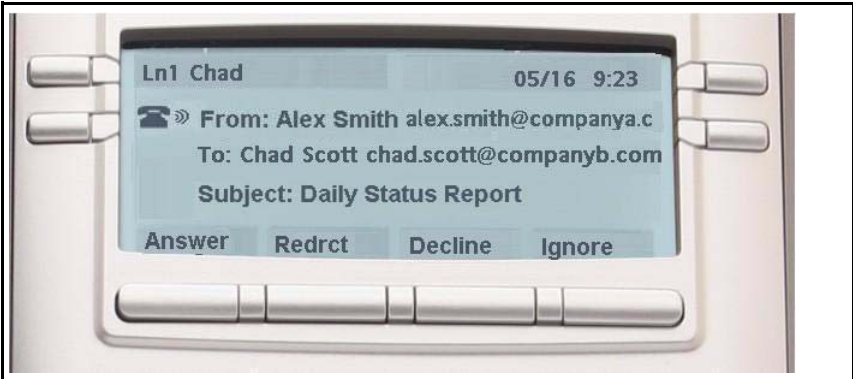 Ln1 Chad 05/16 9:23
From: Alex Smith alex.smith@companya.c
To: Chad Scott chad.scott@companyb.com
Subject: Daily Status Report
Answer Redrct Decline Ignore